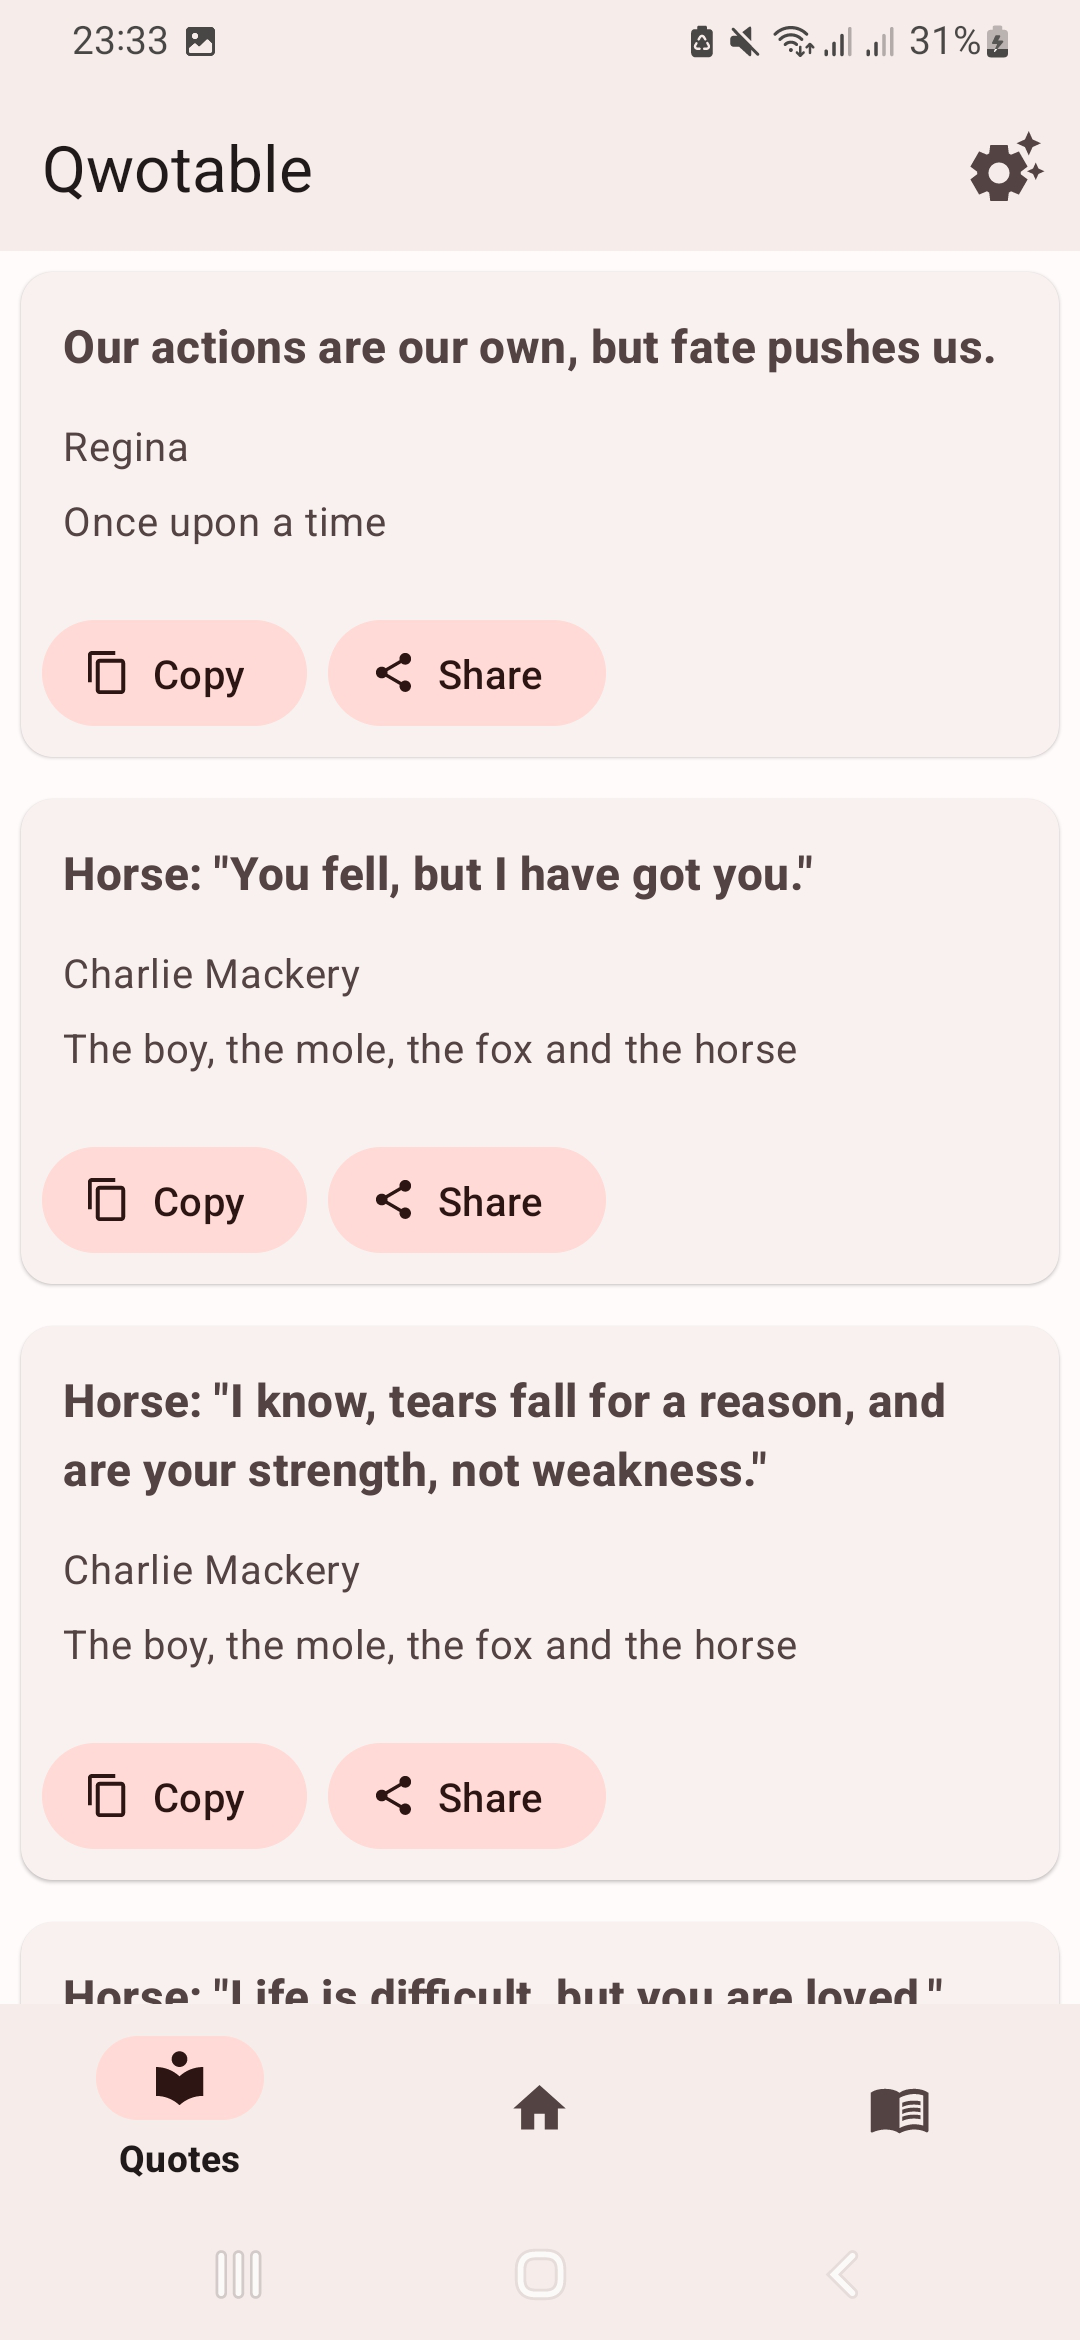 23:33
31%
Qwotable
Our actions are our own, but fate pushes us.
Regina
Once upon a time
Copy
Share
Horse: "You fell, but I have got you."
Charlie Mackery
The boy, the mole, the fox and the horse
Copy
Share
Horse: "I know, tears fall for a reason, and
are your strength, not weakness."
Charlie Mackery
The boy, the mole, the fox and the horse
Copy
Share
Horse: "Life is difficult, but you are loved."
Quotes